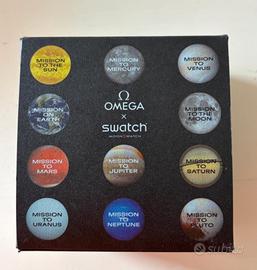 MISSION
TO
THE SUN
MISSION
TO
MERCURY
MISSION
TO
VENUS
MISSION
ON
EARTH
Ω
OMEGA
×
swatch
MISSION
TO THE
MOON
MISSION
TO
MARS
MISSION
TO
JUPITER
MISSION
TO
SATURN
MISSION
TO
URANUS
MISSION
TO
NEPTUNE
MISSION
TO
PLUTO
subito